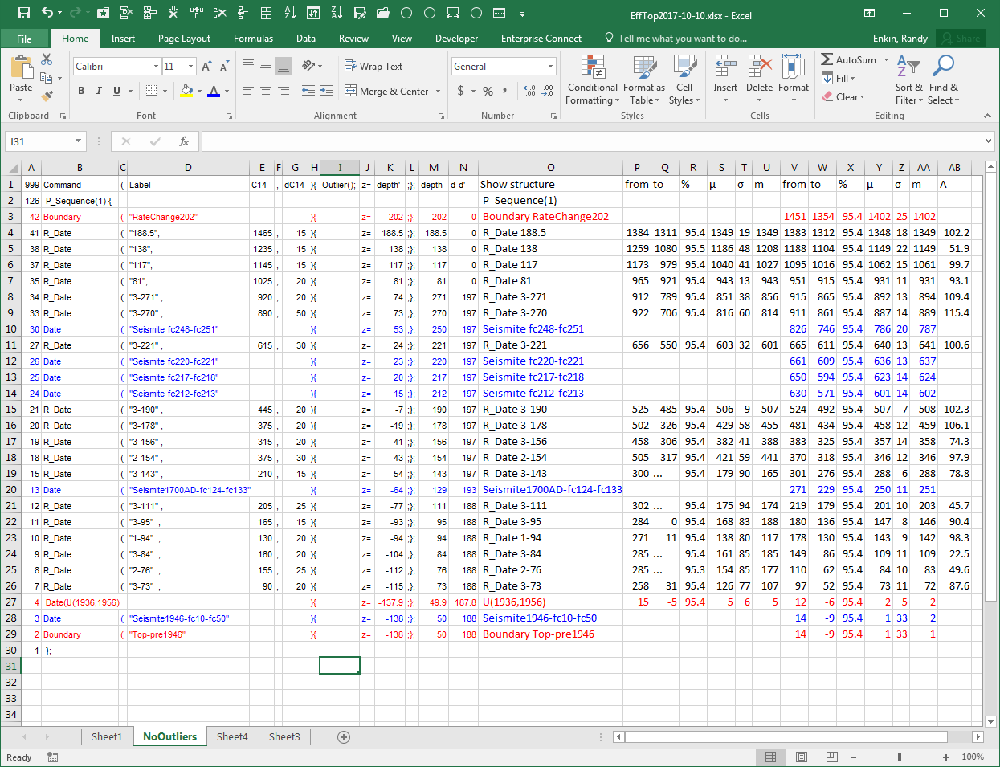 EffTop2017-10-10.xlsx - Excel
File Home Insert Page Layout Formulas Data Review View Developer Enterprise Connect Tell me what you want to do... Enkin, Randy Share
Calibri 11 Wrap Text General AutoSum
Paste B I U Merge & Center $ % , Conditional Formatting Format as Table Cell Styles Insert Delete Format Fill Clear Sort & Filter Find & Select
Clipboard Font Alignment Number Styles Cells Editing
I31 fx
A B C D E F G H I J K L M N O P Q R S T U V W X Y Z AA AB
1 999 Command ( Label C14 , dC14 ){ Outlier(); z= depth' ;}; depth d-d' Show structure from to % μ σ m from to % μ σ m A
2 126 P_Sequence(1) { P_Sequence(1)
3 42 Boundary ( "RateChange202" ){ z= 202 ;}; 202 0 Boundary RateChange202 1451 1354 95.4 1402 25 1402
4 41 R_Date ( "188.5", 1465 , 15 ){ z= 188.5 ;}; 188.5 0 R_Date 188.5 1384 1311 95.4 1349 19 1349 1383 1312 95.4 1348 18 1349 102.2
5 38 R_Date ( "138", 1235 , 15 ){ z= 138 ;}; 138 0 R_Date 138 1259 1080 95.5 1186 48 1208 1188 1104 95.4 1149 22 1149 51.9
6 37 R_Date ( "117", 1145 , 15 ){ z= 117 ;}; 117 0 R_Date 117 1173 979 95.4 1040 41 1027 1095 1016 95.4 1062 15 1061 99.7
7 35 R_Date ( "81", 1025 , 20 ){ z= 81 ;}; 81 0 R_Date 81 965 921 95.4 943 13 943 951 915 95.4 931 11 931 93.1
8 34 R_Date ( "3-271" , 920 , 20 ){ z= 74 ;}; 271 197 R_Date 3-271 912 789 95.4 851 38 856 915 865 95.4 892 13 894 109.4
9 33 R_Date ( "3-270" , 890 , 50 ){ z= 73 ;}; 270 197 R_Date 3-270 922 706 95.4 816 60 814 911 861 95.4 887 14 889 115.4
10 30 Date ( "Seismite fc248-fc251" ){ z= 53 ;}; 250 197 Seismite fc248-fc251 826 746 95.4 786 20 787
11 27 R_Date ( "3-221" , 615 , 30 ){ z= 24 ;}; 221 197 R_Date 3-221 656 550 95.4 603 32 601 665 611 95.4 640 13 641 100.6
12 26 Date ( "Seismite fc220-fc221" ){ z= 23 ;}; 220 197 Seismite fc220-fc221 661 609 95.4 636 13 637
13 25 Date ( "Seismite fc217-fc218" ){ z= 20 ;}; 217 197 Seismite fc217-fc218 650 594 95.4 623 14 624
14 24 Date ( "Seismite fc212-fc213" ){ z= 15 ;}; 212 197 Seismite fc212-fc213 630 571 95.4 601 14 602
15 21 R_Date ( "3-190" , 445 , 20 ){ z= -7 ;}; 190 197 R_Date 3-190 525 485 95.4 506 9 507 524 492 95.4 507 7 508 102.3
16 20 R_Date ( "3-178" , 375 , 20 ){ z= -19 ;}; 178 197 R_Date 3-178 502 326 95.4 429 58 455 481 434 95.4 458 12 459 106.1
17 19 R_Date ( "3-156" , 315 , 20 ){ z= -41 ;}; 156 197 R_Date 3-156 458 306 95.4 382 41 388 383 325 95.4 357 14 358 74.3
18 18 R_Date ( "2-154" , 375 , 30 ){ z= -43 ;}; 154 197 R_Date 2-154 505 317 95.4 421 59 441 370 318 95.4 346 12 346 97.9
19 15 R_Date ( "3-143" , 210 , 15 ){ z= -54 ;}; 143 197 R_Date 3-143 300 ... 95.4 179 90 165 301 276 95.4 288 6 288 78.8
20 13 Date ( "Seismite1700AD-fc124-fc133" ){ z= -64 ;}; 129 193 Seismite1700AD-fc124-fc133 271 229 95.4 250 11 251
21 12 R_Date ( "3-111" , 205 , 25 ){ z= -77 ;}; 111 188 R_Date 3-111 302 ... 95.4 175 94 174 219 179 95.4 201 10 203 45.7
22 11 R_Date ( "3-95" , 165 , 15 ){ z= -93 ;}; 95 188 R_Date 3-95 284 0 95.4 168 83 188 180 136 95.4 147 8 146 90.4
23 10 R_Date ( "1-94" , 130 , 20 ){ z= -94 ;}; 94 188 R_Date 1-94 271 11 95.4 138 80 117 178 130 95.4 143 9 142 98.3
24 9 R_Date ( "3-84" , 160 , 20 ){ z= -104 ;}; 84 188 R_Date 3-84 285 ... 95.4 161 85 185 149 86 95.4 109 11 109 22.5
25 8 R_Date ( "2-76" , 155 , 25 ){ z= -112 ;}; 76 188 R_Date 2-76 285 ... 95.3 154 85 177 110 62 95.4 84 10 83 49.6
26 7 R_Date ( "3-73" , 90 , 20 ){ z= -115 ;}; 73 188 R_Date 3-73 258 31 95.4 126 77 107 97 52 95.4 73 11 72 87.6
27 4 Date(U(1936,1956) ){ z= -137.9 ;}; 49.9 187.8 U(1936,1956) 15 -5 95.4 5 6 5 12 -6 95.4 2 5 2
28 3 Date ( "Seismite1946-fc10-fc50" ){ z= -138 ;}; 50 188 Seismite1946-fc10-fc50 14 -9 95.4 1 33 2
29 2 Boundary ( "Top-pre1946" ){ z= -138 ;}; 50 188 Boundary Top-pre1946 14 -9 95.4 1 33 1
30 1 };
31
32
33
34
Sheet1 NoOutliers Sheet4 Sheet3
Ready 100%